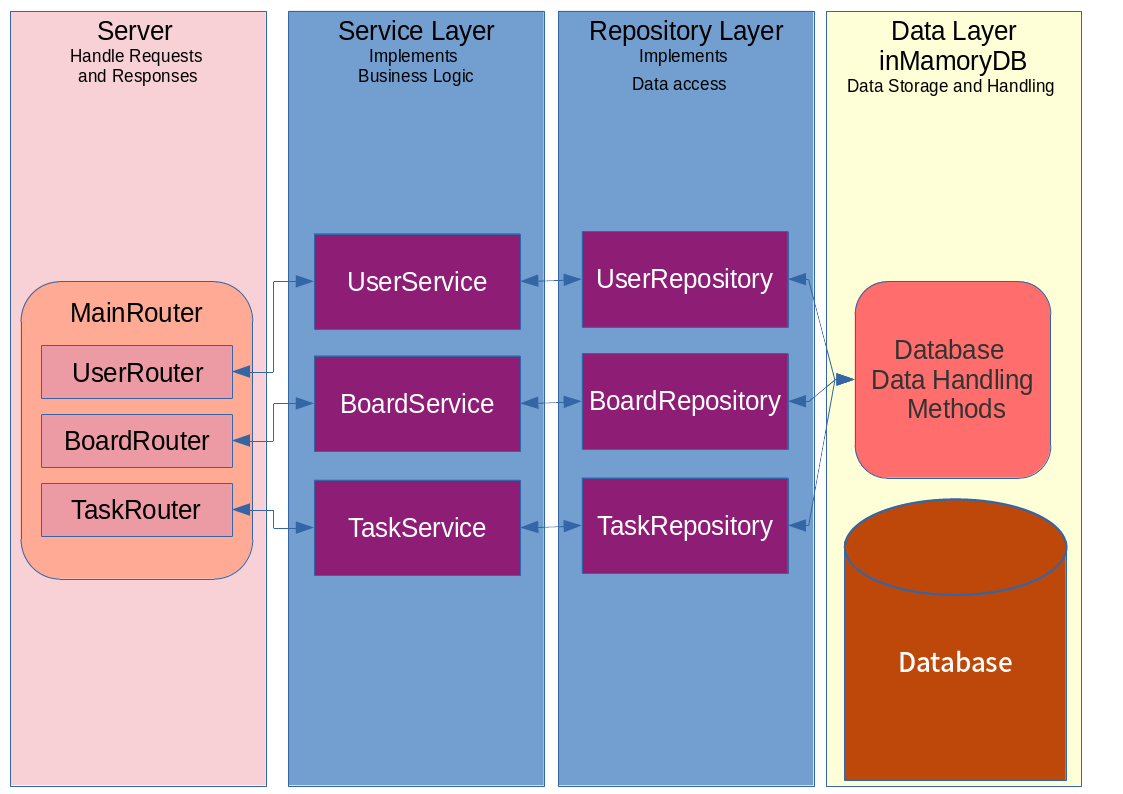 Server
Handle Requests
and Responses
MainRouter
UserRouter
BoardRouter
TaskRouter
Service Layer
Implements
Business Logic
UserService
BoardService
TaskService
Repository Layer
Implements
Data access
UserRepository
BoardRepository
TaskRepository
Data Layer
inMamoryDB
Data Storage and Handling
Database
Data Handling
Methods
Database